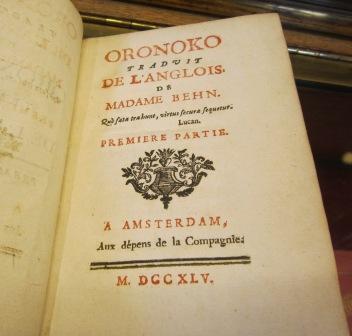 ORONOKO
TRADUIT
DE L'ANGLOIS.
DE
MADAME BEHN.
Quò fata trahunt, virtus secura sequetur.
Lucan.
PREMIERE PARTIE.
A AMSTERDAM,
Aux dépens de la Compagnie.
M. DCCXLV.